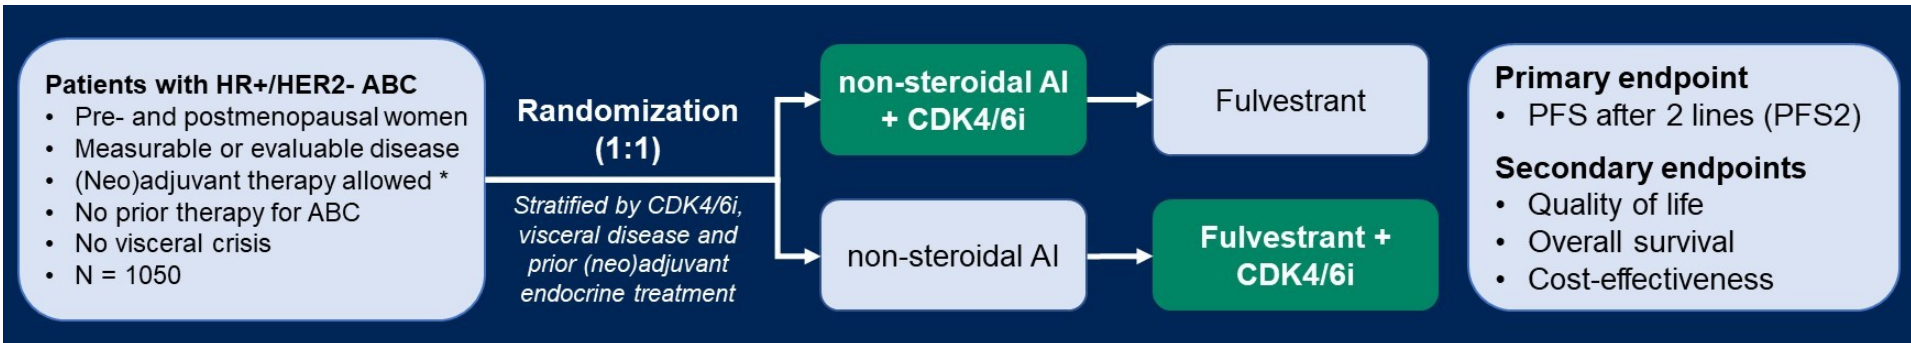 Patients with HR+/HER2- ABC
• Pre- and postmenopausal women
• Measurable or evaluable disease
• (Neo)adjuvant therapy allowed *
• No prior therapy for ABC
• No visceral crisis
• N = 1050
Randomization
(1:1)
Stratified by CDK4/6i,
visceral disease and
prior (neo)adjuvant
endocrine treatment
non-steroidal AI
+ CDK4/6i
Fulvestrant
non-steroidal AI
Fulvestrant +
CDK4/6i
Primary endpoint
• PFS after 2 lines (PFS2)
Secondary endpoints
• Quality of life
• Overall survival
• Cost-effectiveness